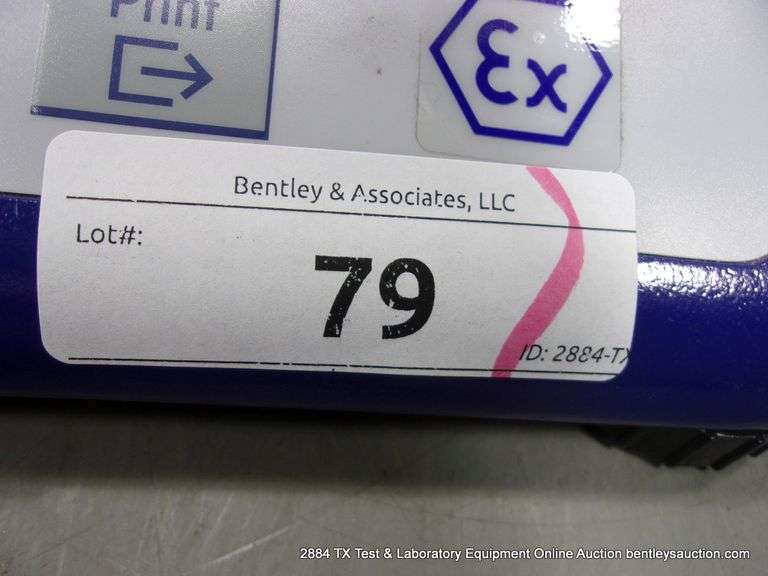 Print
Ex
Bentley & Associates, LLC
Lot#:
79
ID: 2884-TX
2884 TX Test & Laboratory Equipment Online Auction bentleysauction.com